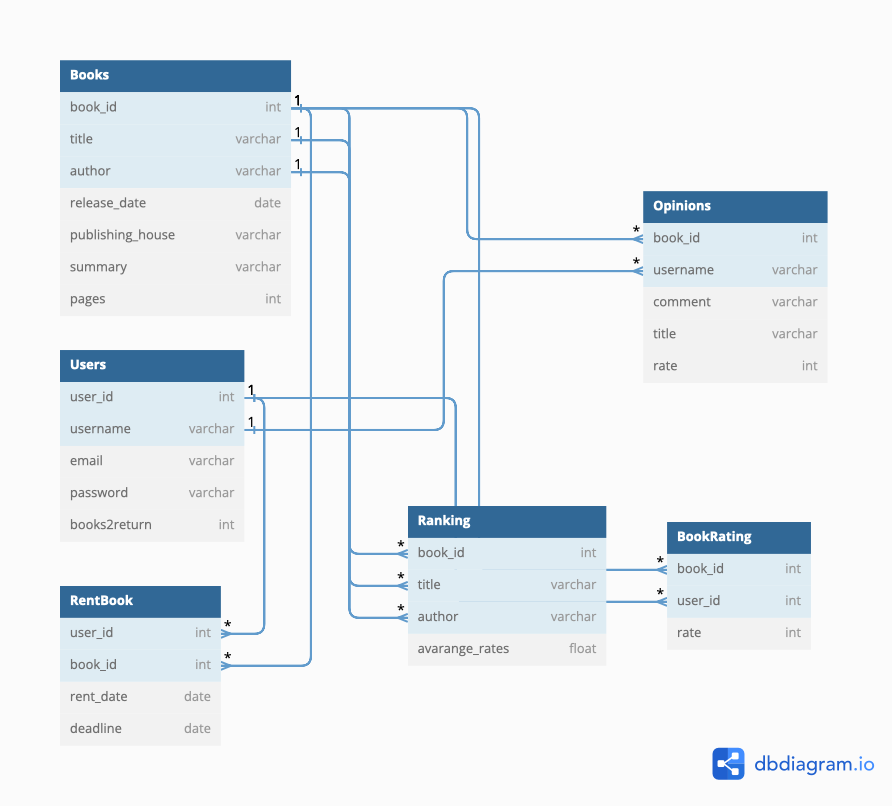 Books
book_id int
title varchar
author varchar
release_date date
publishing_house varchar
summary varchar
pages int
1
1
1
Opinions
* book_id int
* username varchar
comment varchar
title varchar
rate int
Users
user_id int 1
username varchar 1
email varchar
password varchar
books2return int
Ranking
* book_id int
* title varchar
* author varchar
avarange_rates float
BookRating
* book_id int
* user_id int
rate int
RentBook
user_id int *
book_id int *
rent_date date
deadline date
dbdiagram.io